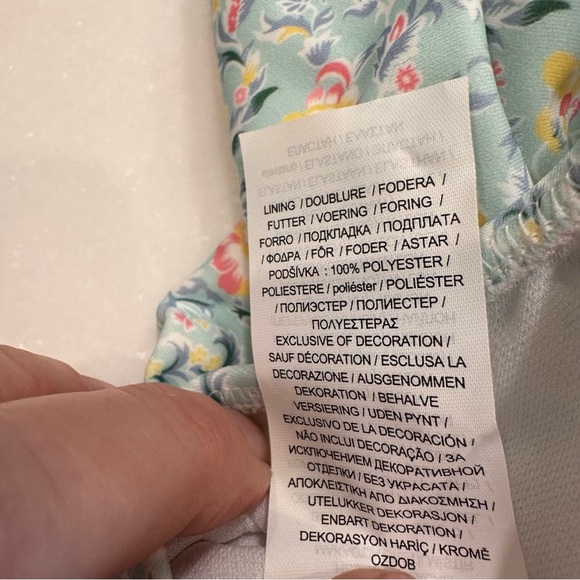 LINING / DOUBLURE / FODERA /
FUTTER / VOERING / FORING /
FORRO / ПОДКЛАДКА / ПОДПЛАТА
/ ΦΟΔΡΑ / FÔR / FODER / ASTAR /
PODŠÍVKA : 100% POLYESTER /
POLIESTERE / poliéster / POLIÉSTER
/ ПОЛИЭСТЕР / ПОЛИЕСТЕР /
ΠΟΛΥΕΣΤΕΡΑΣ
EXCLUSIVE OF DECORATION /
SAUF DÉCORATION / ESCLUSA LA
DECORAZIONE / AUSGENOMMEN
DEKORATION / BEHALVE
VERSIERING / UDEN PYNT /
EXCLUSIVO DE LA DECORACIÓN /
NÃO INCLUI DECORAÇÃO / ЗА
ИСКЛЮЧЕНИЕМ ДЕКОРАТИВНОЙ
ОТДЕЛКИ / БЕЗ УКРАСАТА /
ΑΠΟΚΛΕΙΣΤΙΚΗ ΑΠΟ ΔΙΑΚΟΣΜΗΣΗ /
UTELUKKER DEKORASJON /
ENBART DEKORATION /
DEKORASYON HARİÇ / KROMĚ
OZDOB